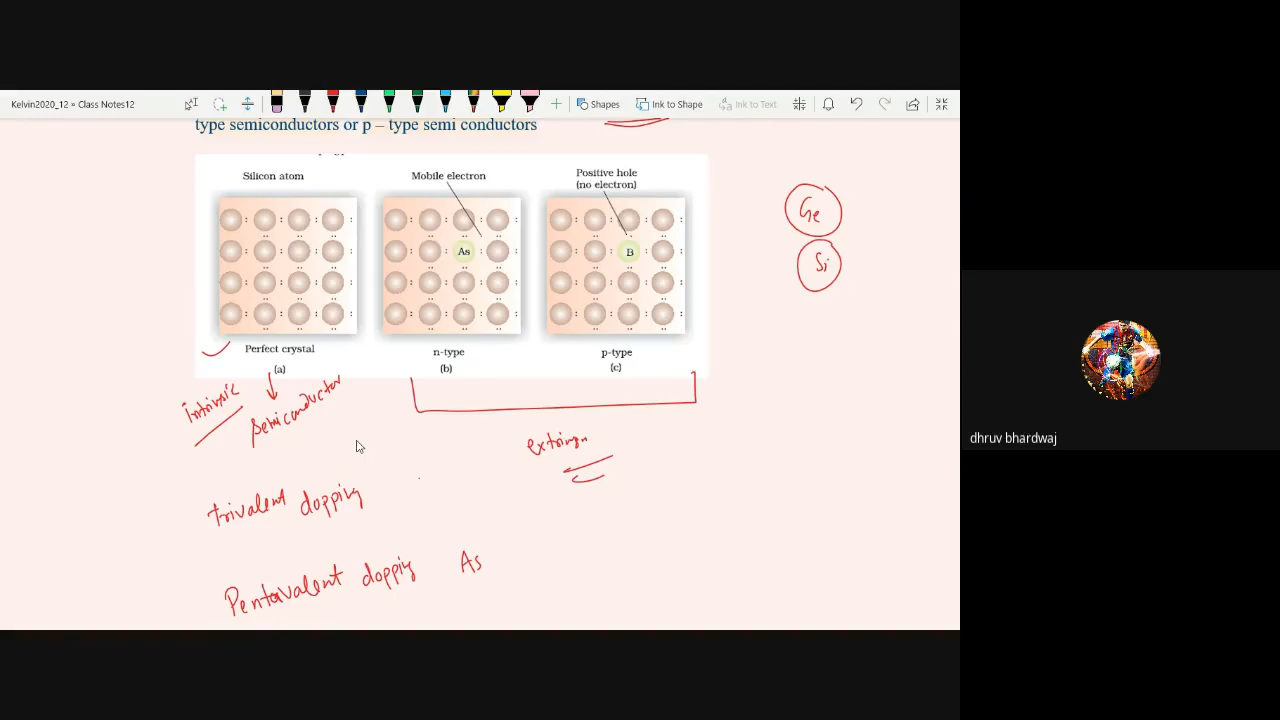 Kelvin2020_12 » Class Notes12
Shapes
Ink to Shape
Ink to Text
type semiconductors or p – type semi conductors
Silicon atom
Mobile electron
Positive hole
(no electron)
As
B
Perfect crystal
(a)
n-type
(b)
p-type
(c)
Ge
Si
intrinsic
semiconductor
trivalent dopping
Pentavalent dopping As
dhruv bhardwaj